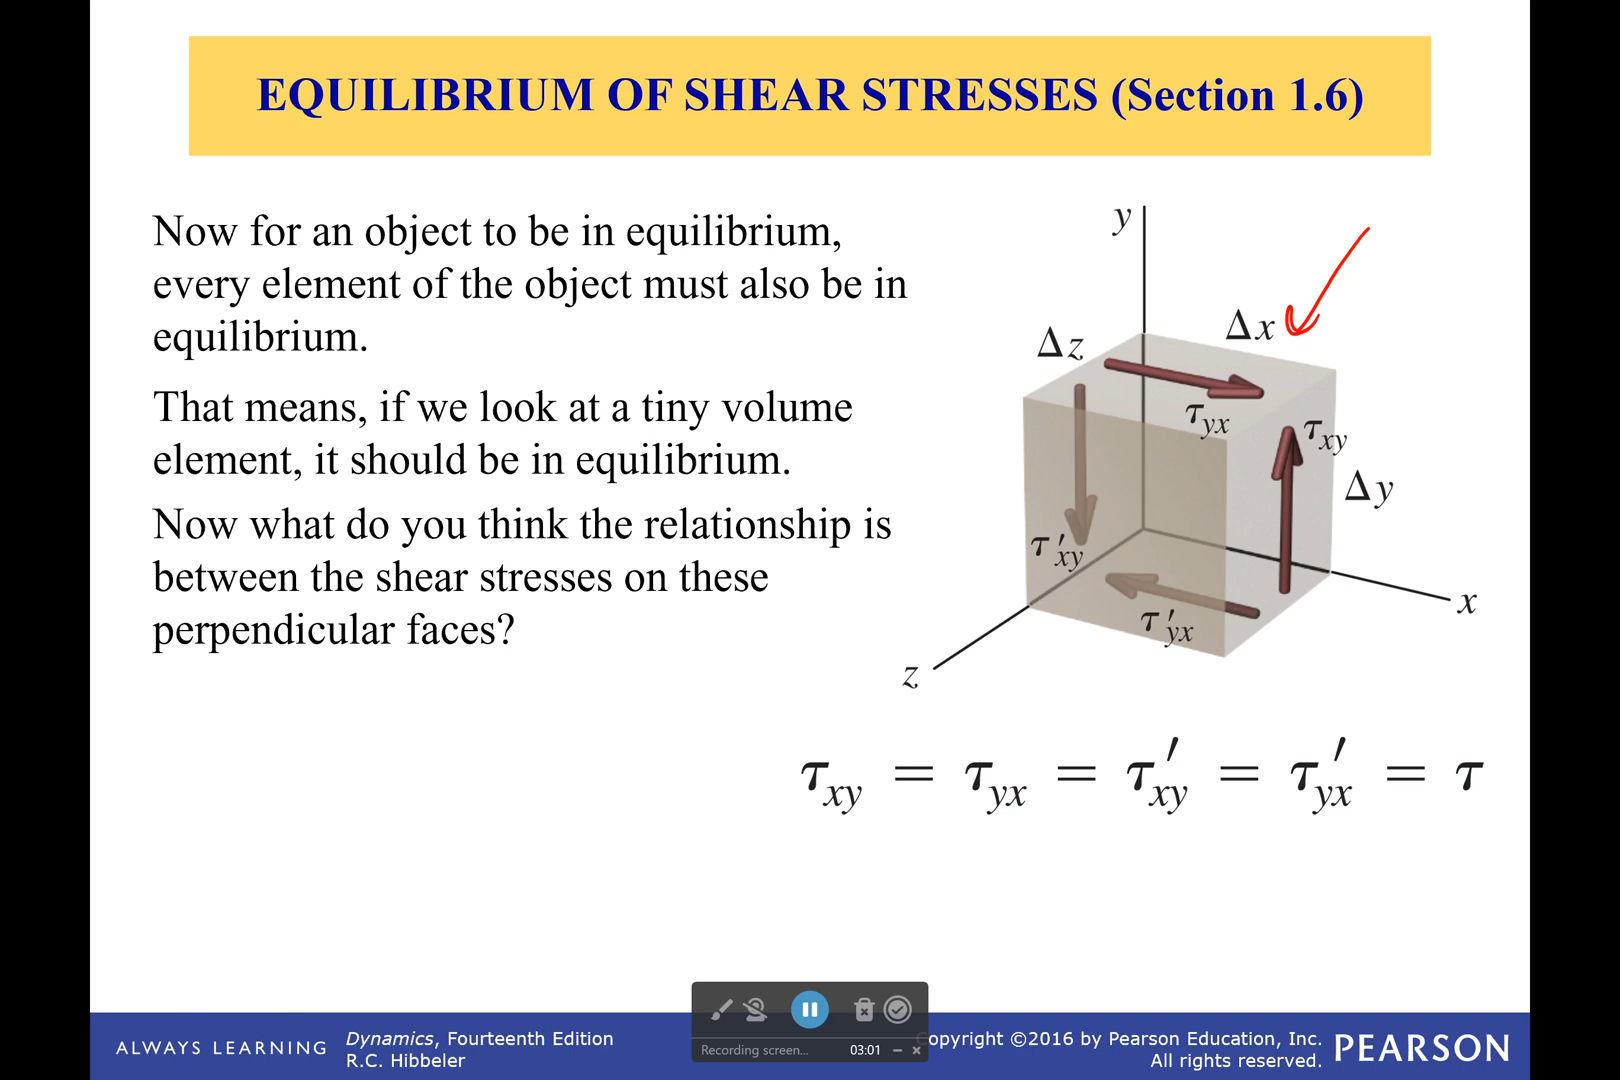 EQUILIBRIUM OF SHEAR STRESSES (Section 1.6)
Now for an object to be in equilibrium,
every element of the object must also be in
equilibrium.
That means, if we look at a tiny volume
element, it should be in equilibrium.
Now what do you think the relationship is
between the shear stresses on these
perpendicular faces?
y
Δz
Δx
τyx
τxy
Δy
τ′xy
τ′yx
x
z
τxy = τyx = τ′xy = τ′yx = τ
ALWAYS LEARNING
Dynamics, Fourteenth Edition
R.C. Hibbeler
Recording screen...
03:01
opyright ©2016 by Pearson Education, Inc.
All rights reserved.
PEARSON